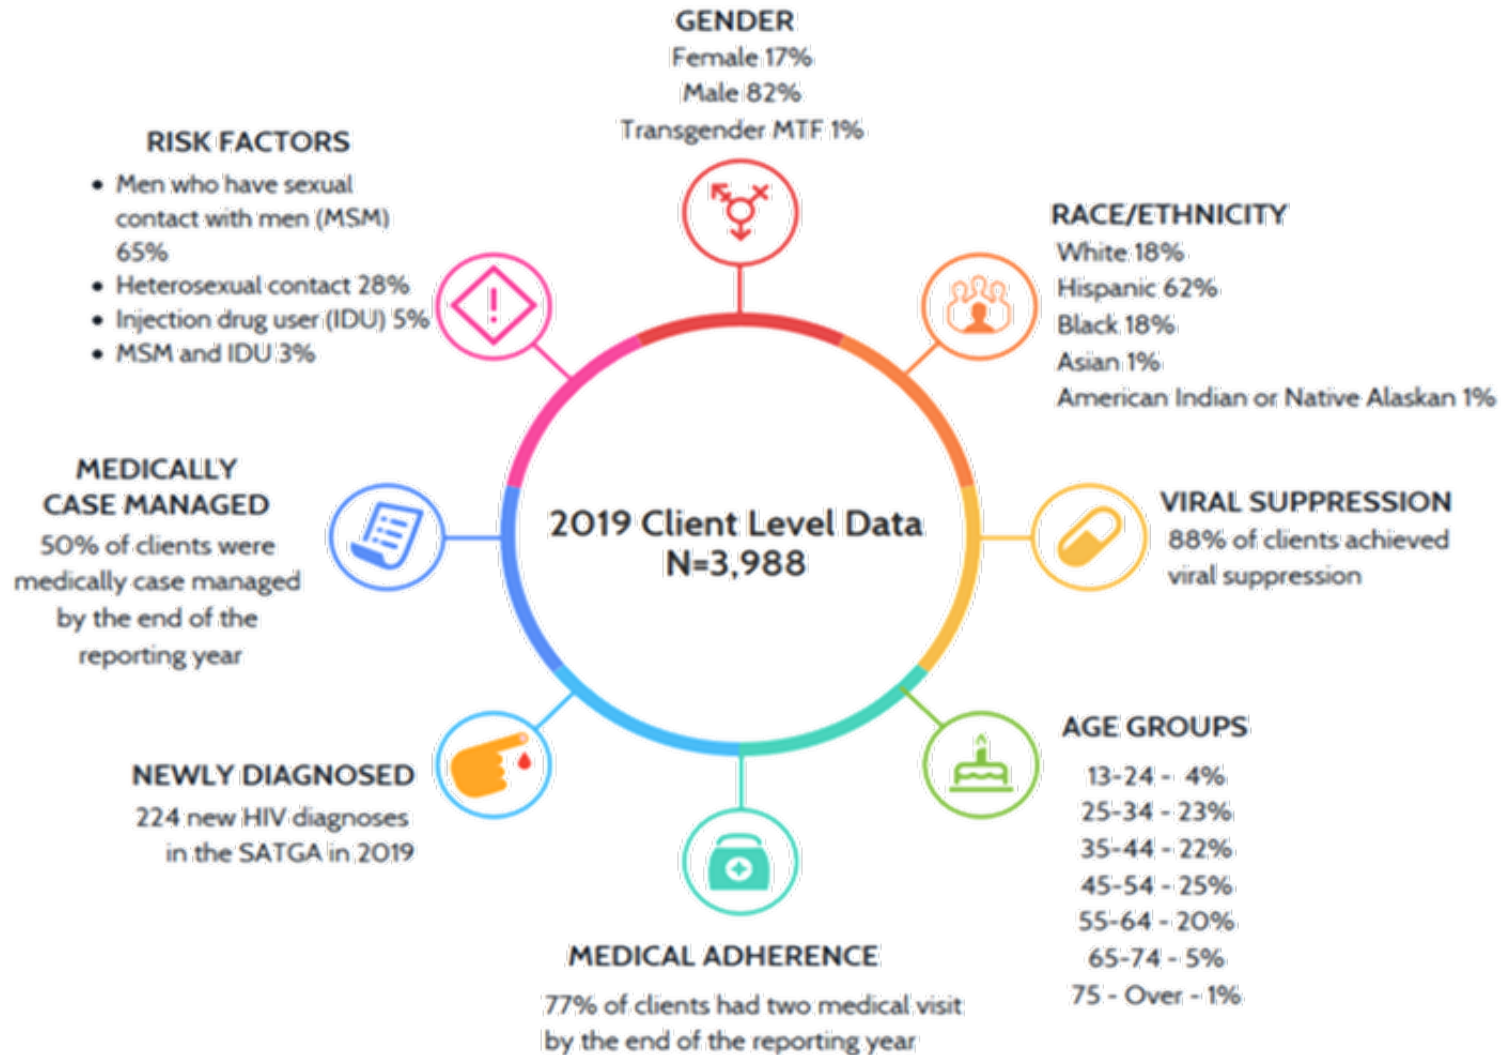 GENDER
Female 17%
Male 82%
Transgender MTF 1%
RISK FACTORS
• Men who have sexual
contact with men (MSM)
65%
• Heterosexual contact 28%
• Injection drug user (IDU) 5%
• MSM and IDU 3%
RACE/ETHNICITY
White 18%
Hispanic 62%
Black 18%
Asian 1%
American Indian or Native Alaskan 1%
MEDICALLY
CASE MANAGED
50% of clients were
medically case managed
by the end of the
reporting year
2019 Client Level Data
N=3,988
VIRAL SUPPRESSION
88% of clients achieved
viral suppression
NEWLY DIAGNOSED
224 new HIV diagnoses
in the SATGA in 2019
MEDICAL ADHERENCE
77% of clients had two medical visit
by the end of the reporting year
AGE GROUPS
13-24 - 4%
25-34 - 23%
35-44 - 22%
45-54 - 25%
55-64 - 20%
65-74 - 5%
75 - Over - 1%